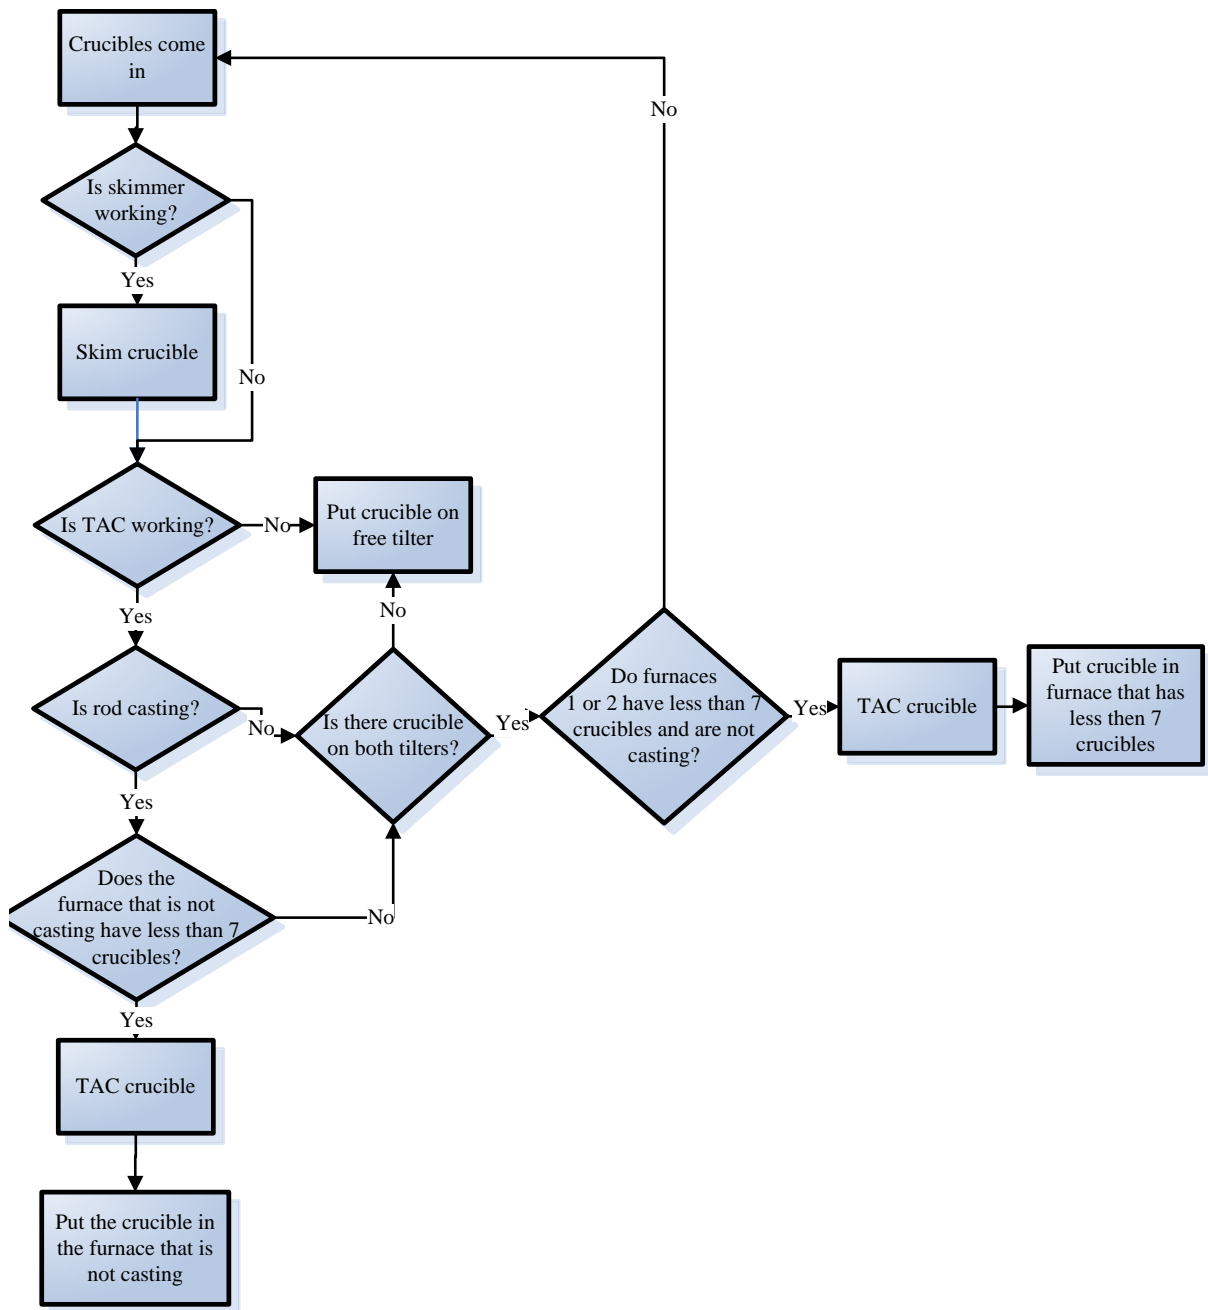 Crucibles come
in
No
Is skimmer
working?
Yes
Skim crucible
No
Is TAC working?
No
Put crucible on
free tilter
Yes
No
Is rod casting?
No
Is there crucible
on both tilters?
Yes
Do furnaces
1 or 2 have less than 7
crucibles and are not
casting?
Yes
TAC crucible
Put crucible in
furnace that has
less then 7
crucibles
Yes
Does the
furnace that is not
casting have less than 7
crucibles?
No
Yes
TAC crucible
Put the crucible in
the furnace that is
not casting